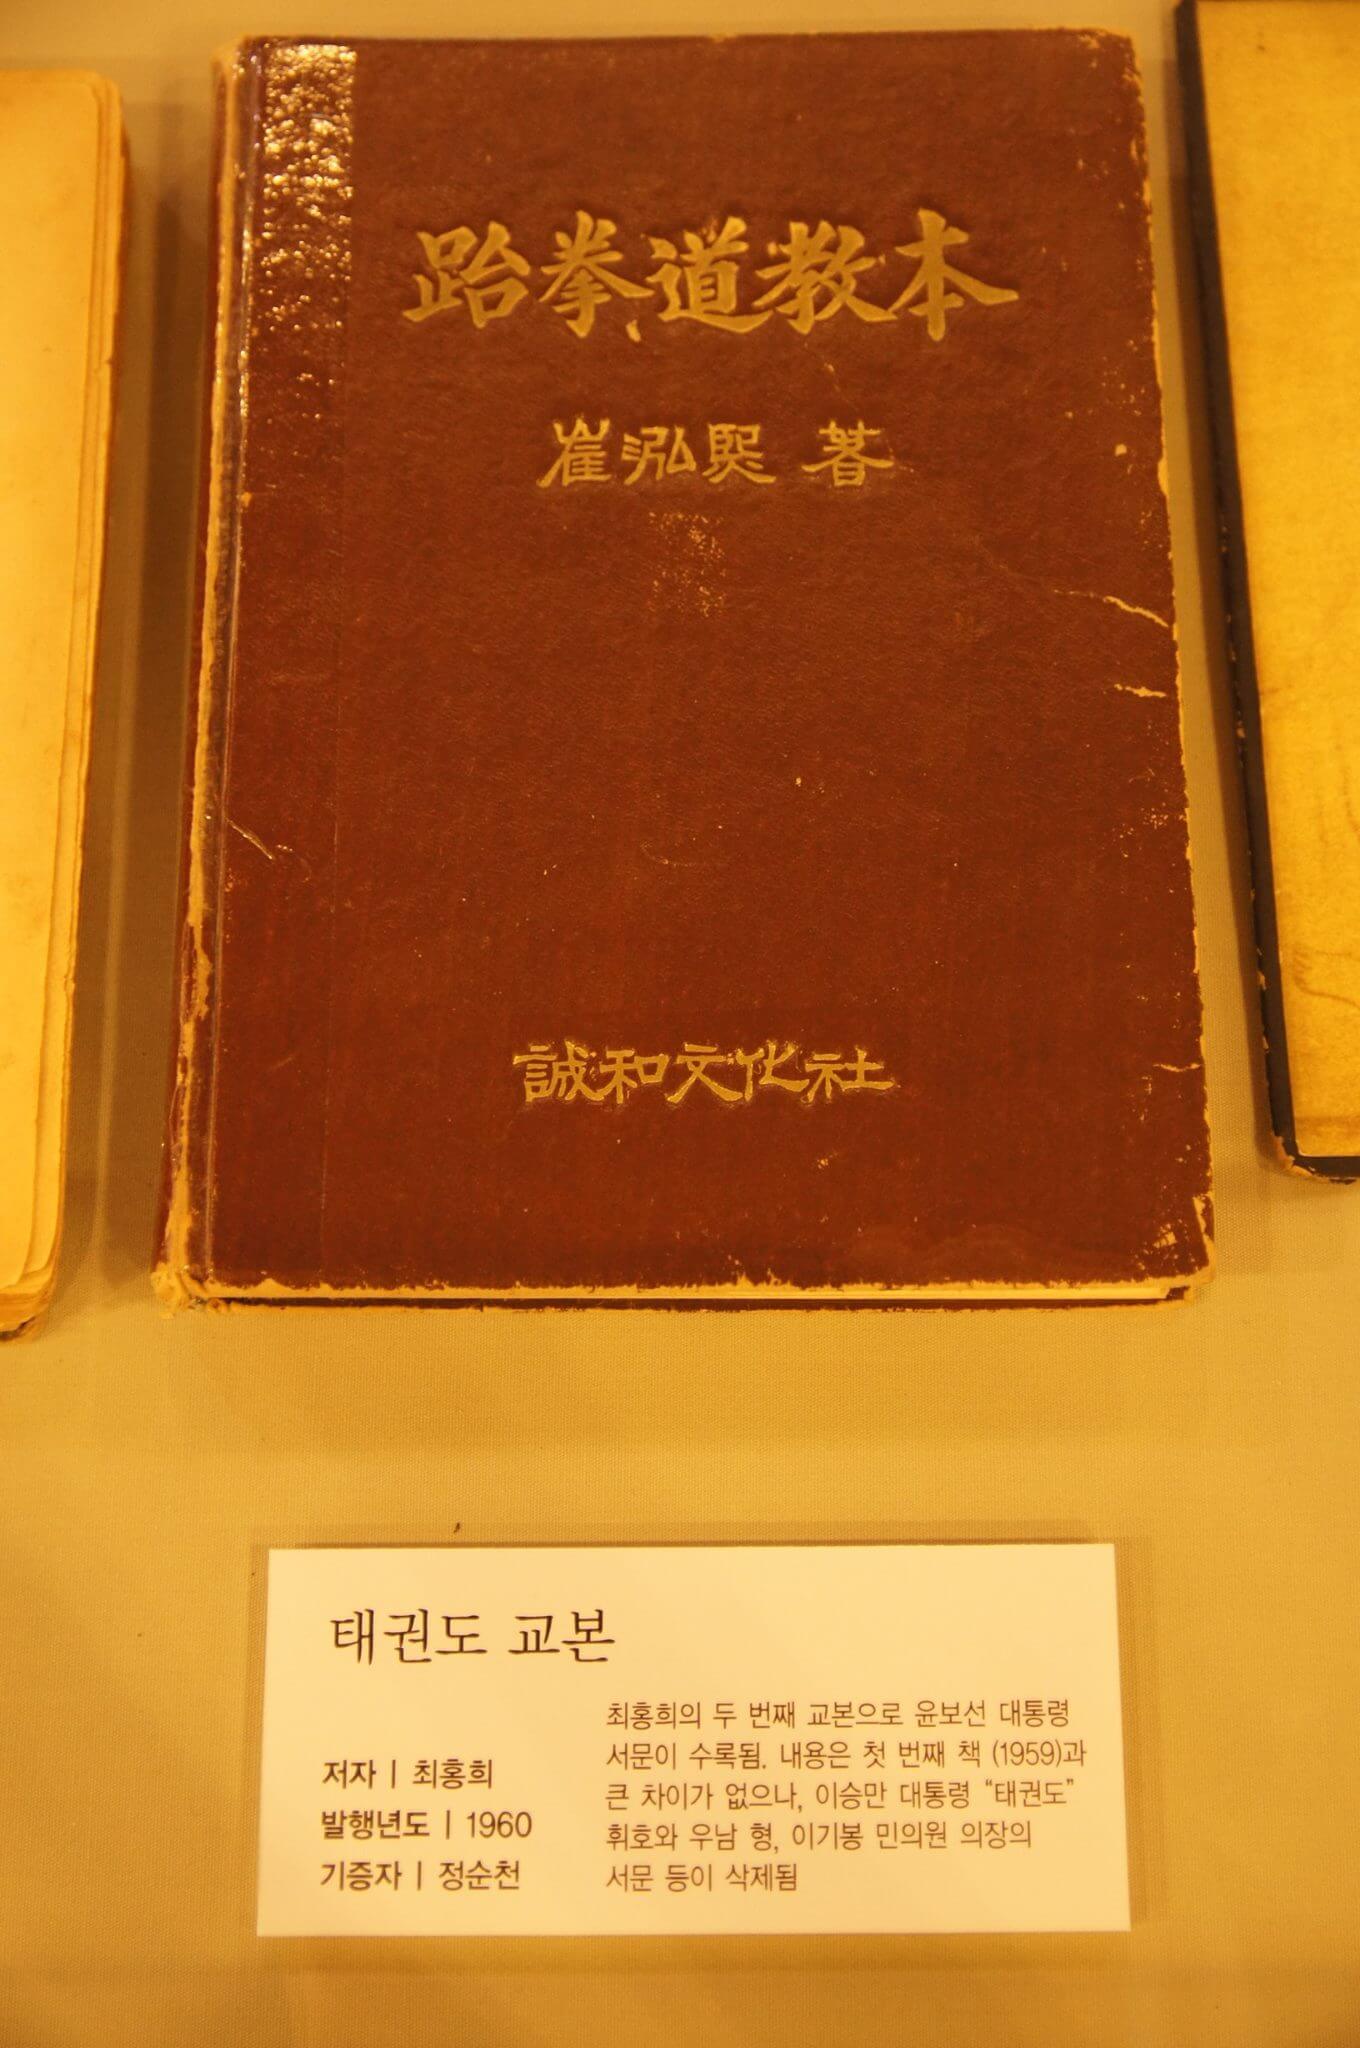 跆拳道教本
崔泓熙 著
誠和文化社
태권도 교본
저자 | 최홍희
발행년도 | 1960
기증자 | 정순천
최홍희의 두 번째 교본으로 윤보선 대통령
서문이 수록됨. 내용은 첫 번째 책 (1959)과
큰 차이가 없으나, 이승만 대통령 “태권도”
휘호와 우남 형, 이기붕 민의원 의장의
서문 등이 삭제됨